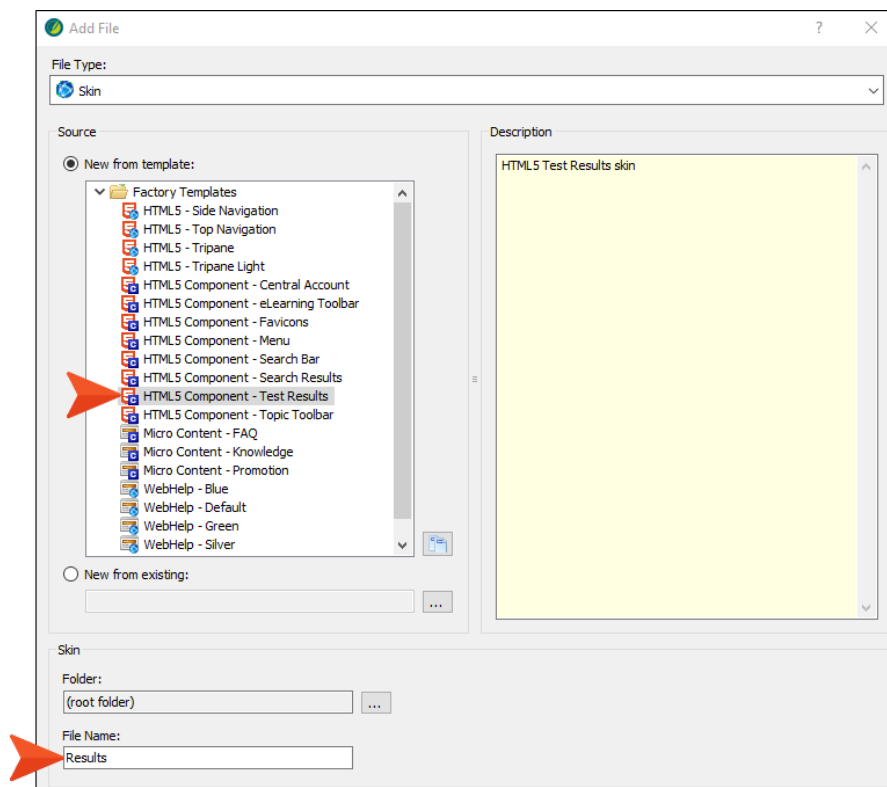 Add File
?
File Type:
Skin
Source
New from template:
Factory Templates
HTML5 - Side Navigation
HTML5 - Top Navigation
HTML5 - Tripane
HTML5 - Tripane Light
HTML5 Component - Central Account
HTML5 Component - eLearning Toolbar
HTML5 Component - Favicons
HTML5 Component - Menu
HTML5 Component - Search Bar
HTML5 Component - Search Results
HTML5 Component - Test Results
HTML5 Component - Topic Toolbar
Micro Content - FAQ
Micro Content - Knowledge
Micro Content - Promotion
WebHelp - Blue
WebHelp - Default
WebHelp - Green
WebHelp - Silver
New from existing:
...
Description
HTML5 Test Results skin
Skin
Folder:
(root folder)
...
File Name:
Results